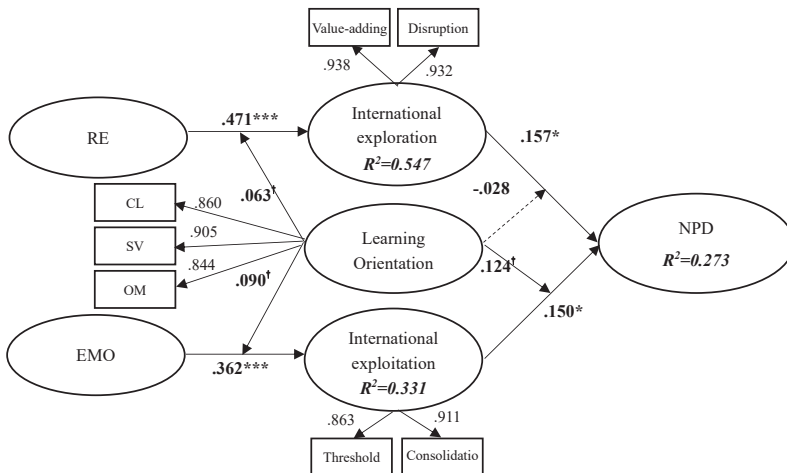 Value-adding
Disruption
.938
.932
International
exploration
R²=0.547
RE
.471***
.157*
.063†
-.028
CL
.860
SV
.905
OM
.844
Learning
Orientation
NPD
R²=0.273
.090†
.124†
.150*
EMO
.362***
International
exploitation
R²=0.331
.863
.911
Threshold
Consolidatio